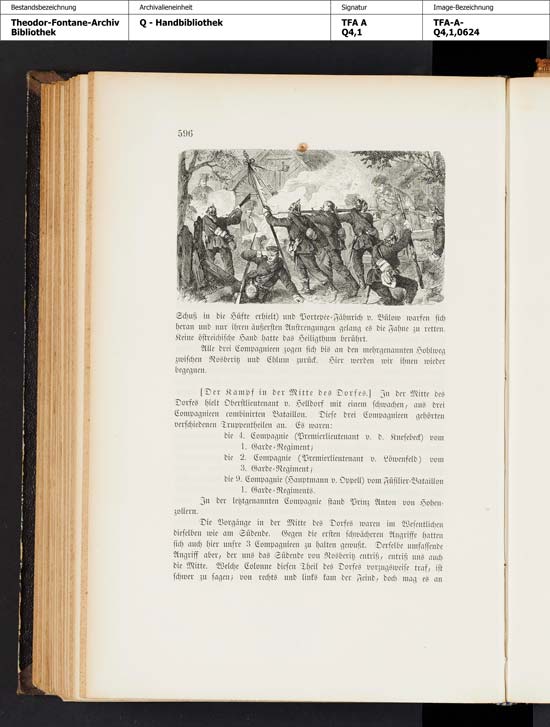 Bestandsbezeichnung
Archivalieneinheit
Signatur
Image-Bezeichnung
Theodor-Fontane-Archiv
Bibliothek
Q - Handbibliothek
TFA A
Q4,1
TFA-A-
Q4,1,0624
596
Schuß in die Hüfte erhielt) und Portepée-Fähnrich v. Bülow warfen sich
heran und nur ihren äußersten Anstrengungen gelang es die Fahne zu retten.
Keine östreichische Hand hatte das Heiligthum berührt.
Alle drei Compagnieen zogen sich bis an den mehrgenannten Hohlweg
zwischen Rosberitz und Chlum zurück. Hier werden wir ihnen wieder
begegnen.
[Der Kampf in der Mitte des Dorfes.] In der Mitte des
Dorfes hielt Oberstlieutenant v. Helldorf mit einem schwachen, aus drei
Compagnieen combinirten Bataillon. Diese drei Compagnieen gehörten
verschiedenen Truppentheilen an. Es waren:
die 4. Compagnie (Premierlieutenant v. d. Knesebeck) vom
1. Garde-Regiment;
die 2. Compagnie (Premierlieutenant v. Löwenfeld) vom
3. Garde-Regiment;
die 9. Compagnie (Hauptmann v. Oppell) vom Füsilier-Bataillon
1. Garde-Regiments.
In der letztgenannten Compagnie stand Prinz Anton von Hohen-
zollern.
Die Vorgänge in der Mitte des Dorfes waren im Wesentlichen
dieselben wie am Südende. Gegen die ersten schwächeren Angriffe hatten
sich auch hier unsre 3 Compagnieen zu halten gewußt. Derselbe umfassende
Angriff aber, der uns das Südende von Rosberitz entriß, entriß uns auch
die Mitte. Welche Colonne diesen Theil des Dorfes vorzugsweise traf, ist
schwer zu sagen; von rechts und links kam der Feind, doch mag es an